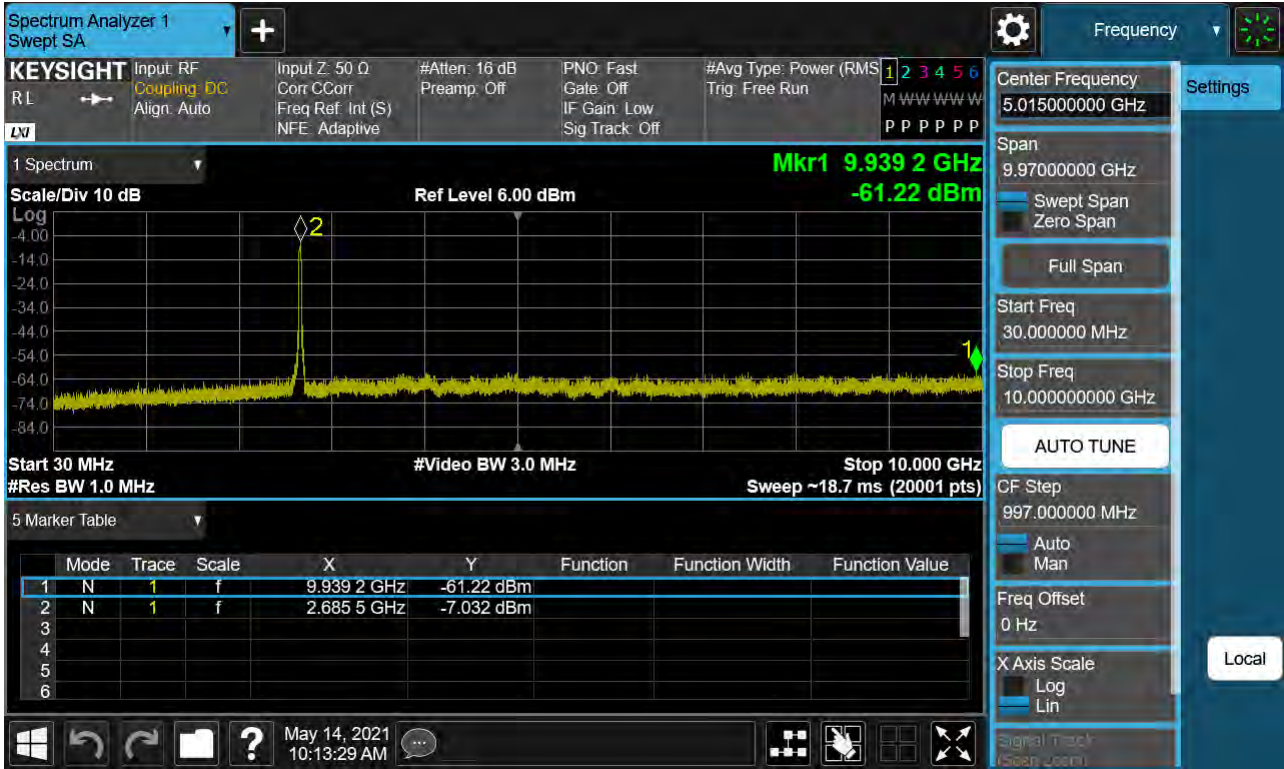 Spectrum Analyzer 1
Swept SA
+
Frequency
KEYSIGHT
R L
LXI
Input: RF
Coupling: DC
Align: Auto
Input Z: 50 Ω
Corr CCorr
Freq Ref: Int (S)
NFE: Adaptive
#Atten: 16 dB
Preamp: Off
PNO: Fast
Gate: Off
IF Gain: Low
Sig Track: Off
#Avg Type: Power (RMS
Trig: Free Run
1 2 3 4 5 6
M W W W W W
P P P P P P
1 Spectrum
Mkr1 9.939 2 GHz
Scale/Div 10 dB
Ref Level 6.00 dBm
-61.22 dBm
Log
-4.00
-14.0
-24.0
-34.0
-44.0
-54.0
-64.0
-74.0
-84.0
2
1
Start 30 MHz
#Video BW 3.0 MHz
Stop 10.000 GHz
#Res BW 1.0 MHz
Sweep ~18.7 ms (20001 pts)
5 Marker Table
Mode Trace Scale X Y Function Function Width Function Value
1 N 1 f 9.939 2 GHz -61.22 dBm
2 N 1 f 2.685 5 GHz -7.032 dBm
3
4
5
6
?
May 14, 2021
10:13:29 AM
Center Frequency
5.015000000 GHz
Settings
Span
9.97000000 GHz
Swept Span
Zero Span
Full Span
Start Freq
30.000000 MHz
Stop Freq
10.000000000 GHz
AUTO TUNE
CF Step
997.000000 MHz
Auto
Man
Freq Offset
0 Hz
X Axis Scale
Log
Lin
Local
Signal Track
(Span Zoom)